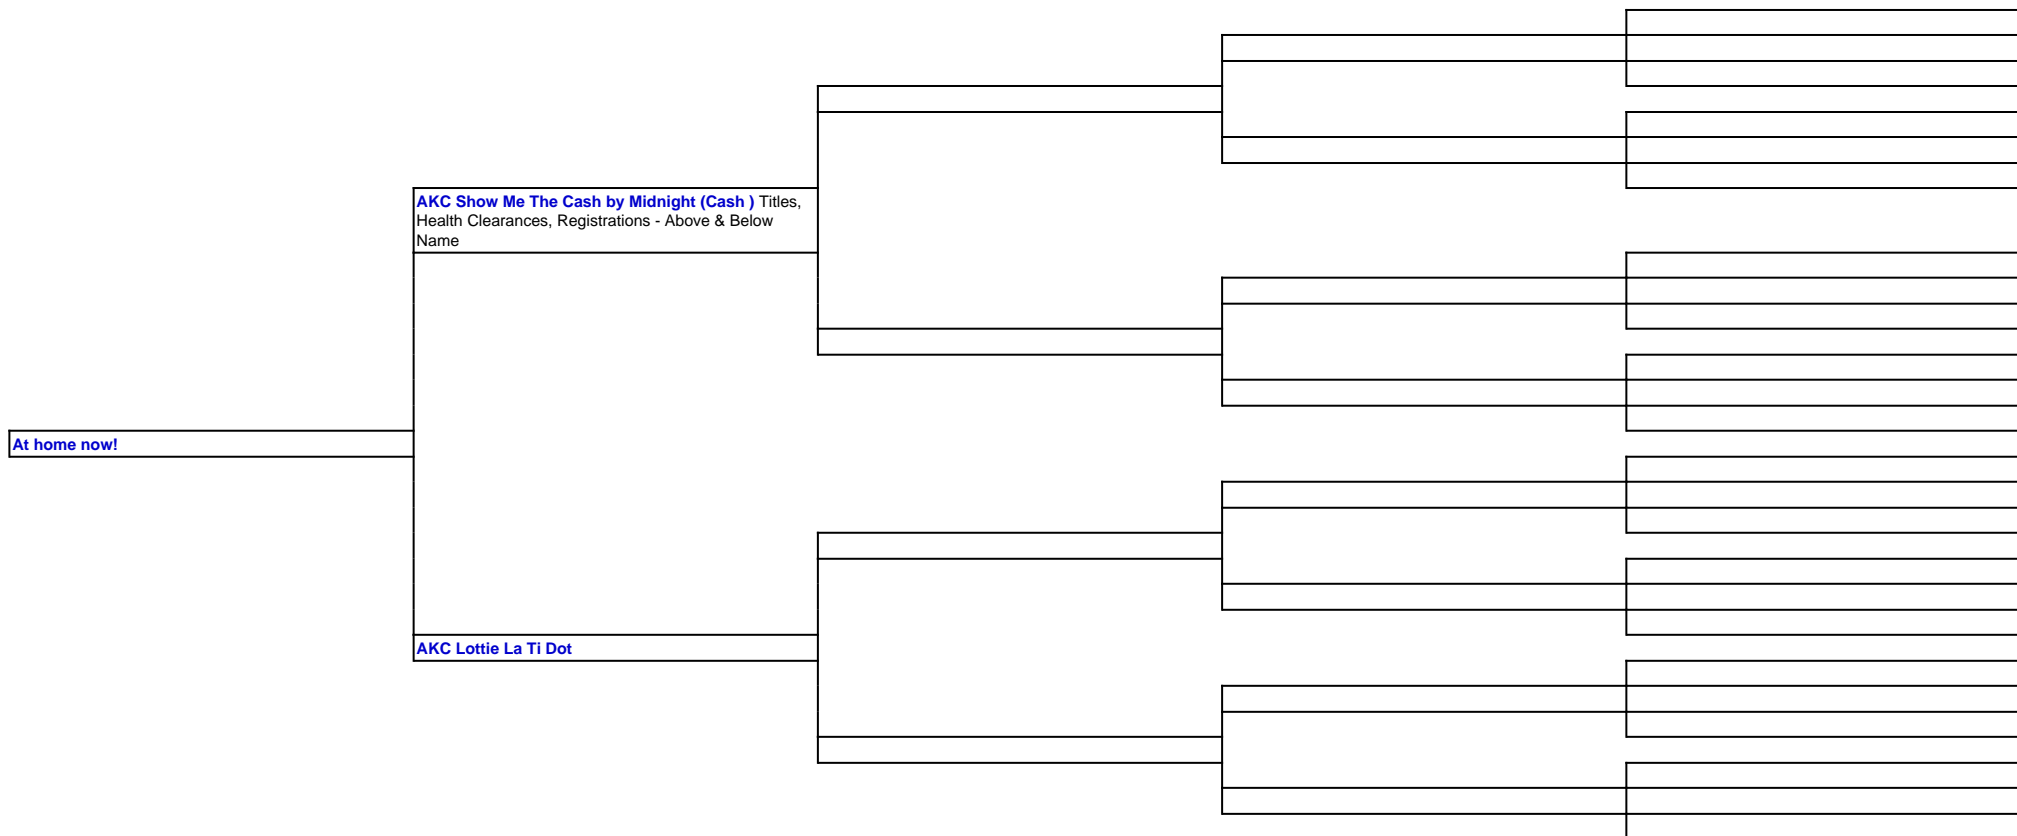 AKC Show Me The Cash by Midnight (Cash ) Titles,
Health Clearances, Registrations - Above & Below
Name
At home now!
AKC Lottie La Ti Dot